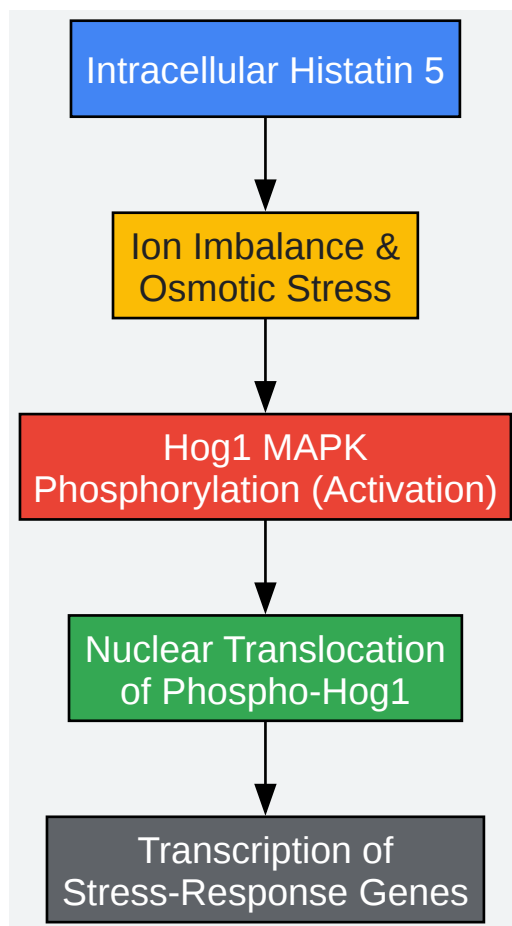 Intracellular Histatin 5
Ion Imbalance &
Osmotic Stress
Hog1 MAPK
Phosphorylation (Activation)
Nuclear Translocation
of Phospho-Hog1
Transcription of
Stress-Response Genes